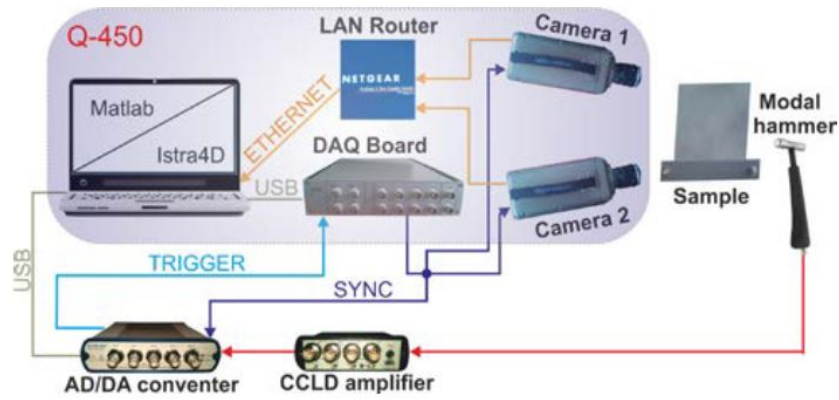 Q-450
LAN Router
Camera 1
NETGEAR
Matlab
Istra4D
ETHERNET
DAQ Board
USB
Modal
hammer
Sample
Camera 2
TRIGGER
USB
SYNC
AD/DA conventer
CCLD amplifier